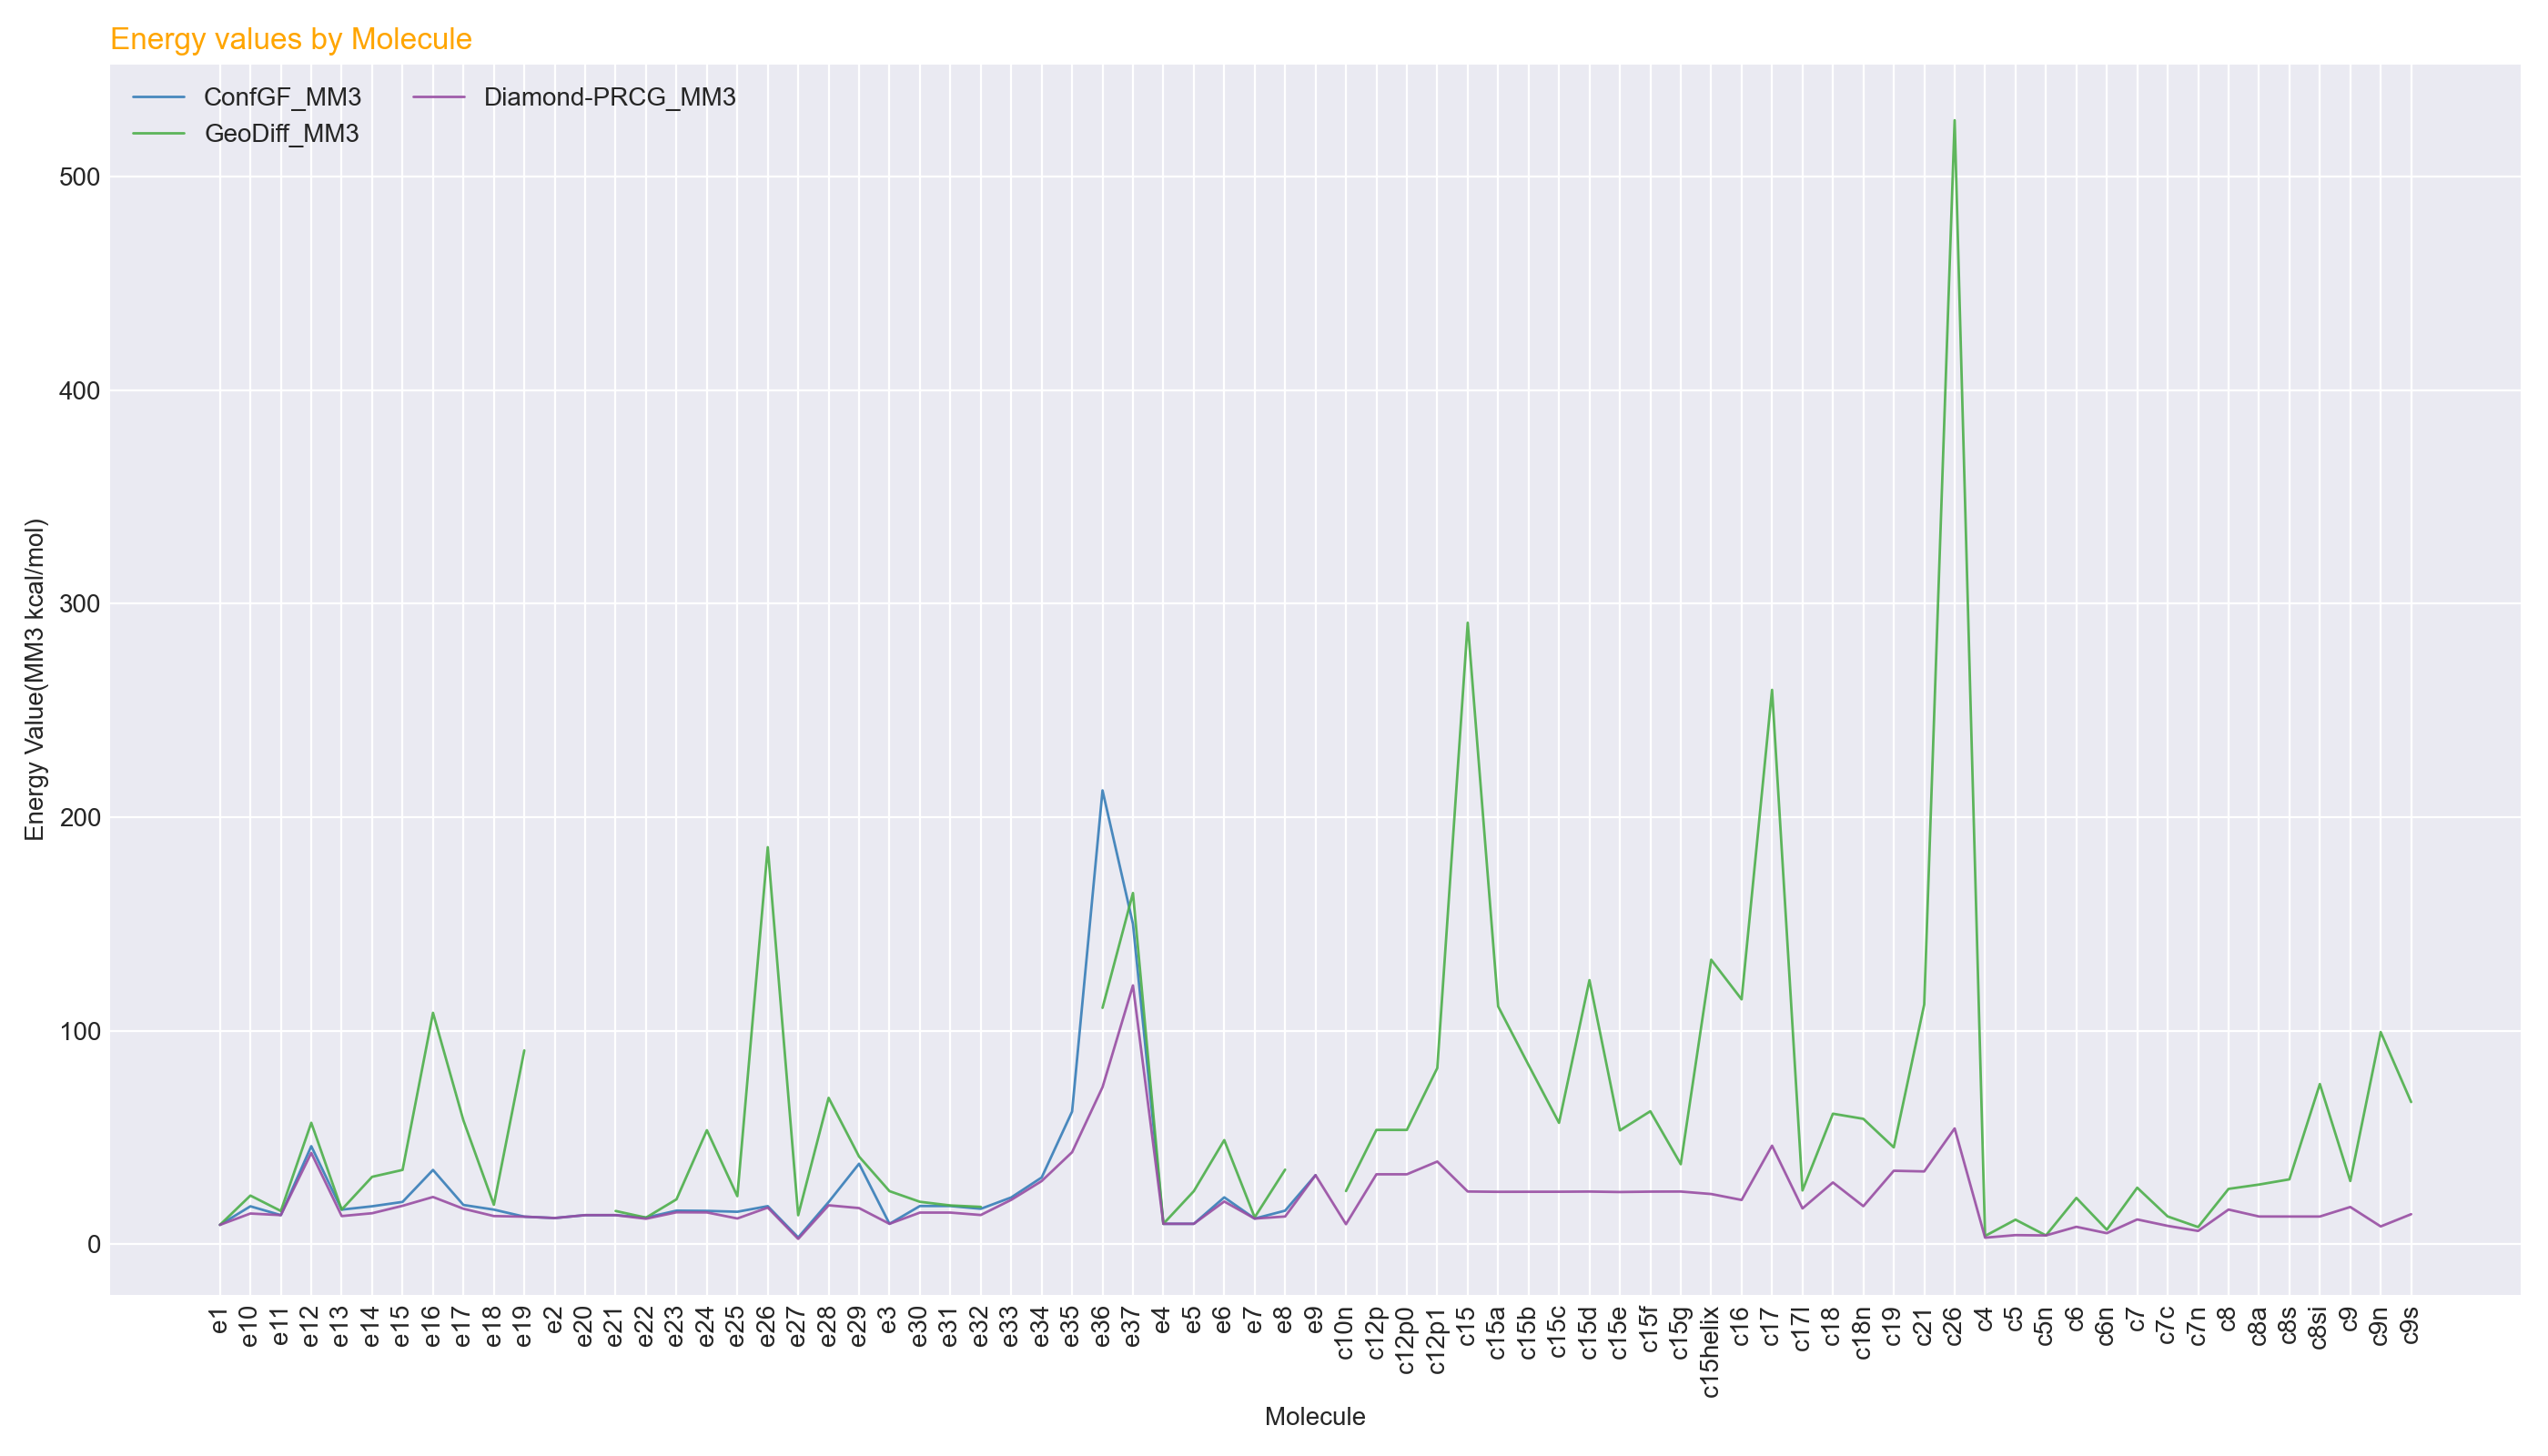 Energy values by Molecule
ConfGF_MM3
GeoDiff_MM3
Diamond-PRCG_MM3
Energy Value(MM3 kcal/mol)
500
400
300
200
100
0
e1
e10
e11
e12
e13
e14
e15
e16
e17
e18
e19
e2
e20
e21
e22
e23
e24
e25
e26
e27
e28
e29
e3
e30
e31
e32
e33
e34
e35
e36
e37
e4
e5
e6
e7
e8
e9
c10n
c12p
c12p0
c12p1
c15
c15a
c15b
c15c
c15d
c15e
c15f
c15g
c15helix
c16
c17
c17l
c18
c18n
c19
c21
c26
c4
c5
c5n
c6
c6n
c7
c7c
c7n
c8
c8a
c8s
c8si
c9
c9n
c9s
Molecule